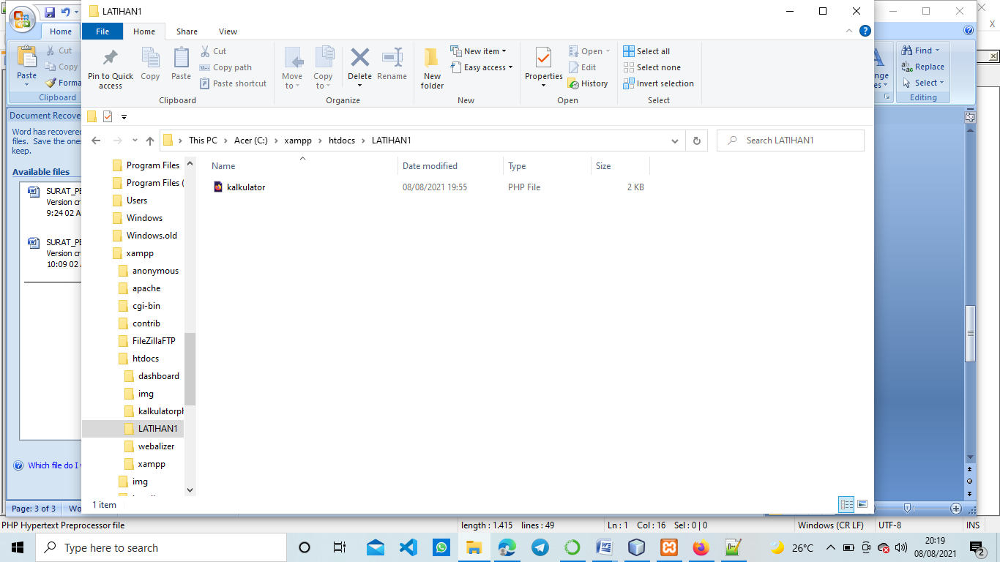 LATIHAN1
File
Home
Share
View
Home
Cut
Copy
Paste
Forma
Clipboard
Pin to Quick access
Copy
Paste
Cut
Copy path
Paste shortcut
Clipboard
Move to
Copy to
Delete
Rename
Organize
New folder
New item
Easy access
New
Properties
Open
Edit
History
Open
Select all
Select none
Invert selection
Select
nge
es
Find
Replace
Select
Editing
X
Document Recove
Word has recovered
files. Save the ones
keep.
Available files
SURAT_PE
Version cr
9:24 02 A
SURAT_PE
Version cr
10:09 02
Which file do I
This PC
Acer (C:)
xampp
htdocs
LATIHAN1
Search LATIHAN1
Program Files
Program Files (
Users
Windows
Windows.old
xampp
anonymous
apache
cgi-bin
contrib
FileZillaFTP
htdocs
dashboard
img
kalkulatorph
LATIHAN1
webalizer
xampp
img
Name
Date modified
Type
Size
kalkulator
08/08/2021 19:55
PHP File
2 KB
1 item
Page: 3 of 3
Wo
PHP Hypertext Preprocessor file
length : 1.415 lines : 49
Ln : 1 Col : 16 Sel : 0 | 0
Windows (CR LF)
UTF-8
INS
Type here to search
26°C
20:19
08/08/2021
2